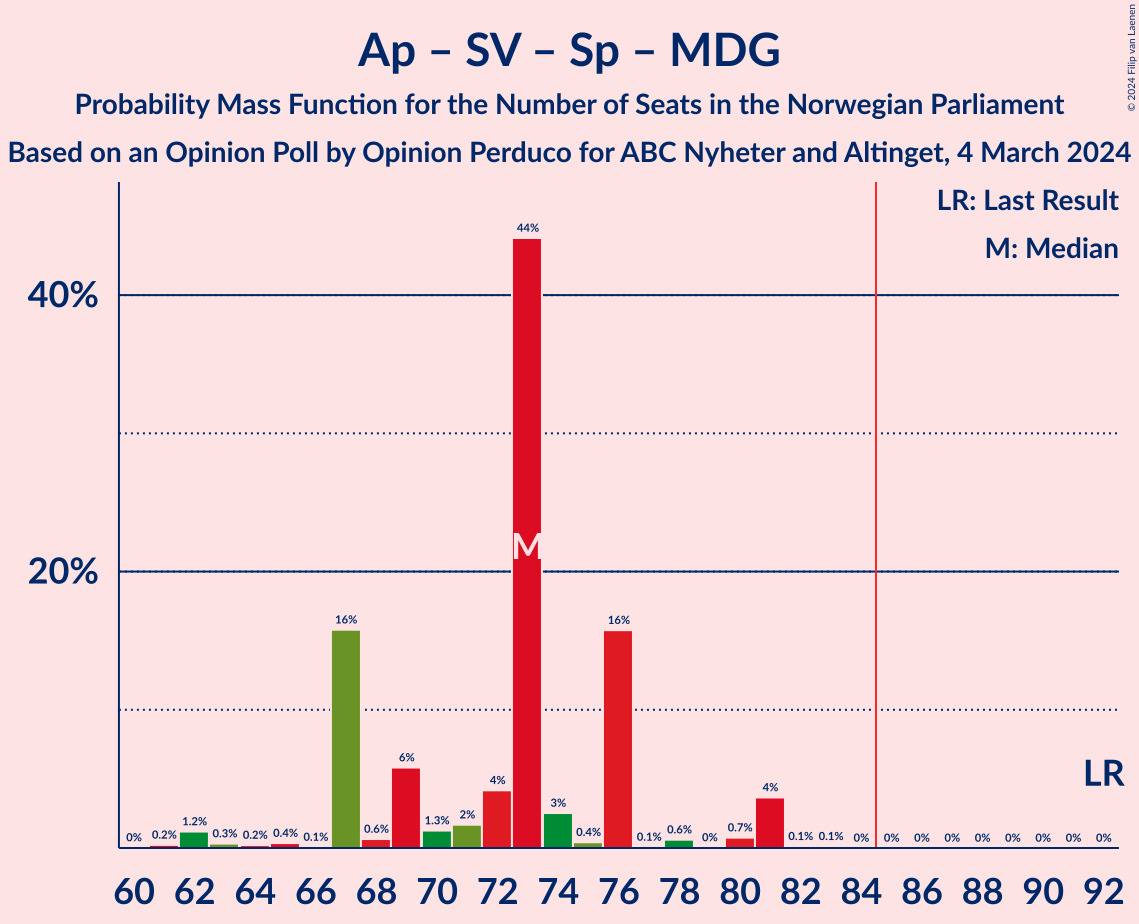 Ap – SV – Sp – MDG
Probability Mass Function for the Number of Seats in the Norwegian Parliament
Based on an Opinion Poll by Opinion Perduco for ABC Nyheter and Altinget, 4 March 2024
© 2024 Filip van Laenen
LR: Last Result
M: Median
40%
20%
0% 0.2% 1.2% 0.3% 0.2% 0.4% 0.1% 16% 0.6% 6% 1.3% 2% 4% 44% 3% 0.4% 16% 0.1% 0.6% 0% 0.7% 4% 0.1% 0.1% 0% 0% 0% 0% 0% 0% 0% 0% 0%
M
LR
60 62 64 66 68 70 72 74 76 78 80 82 84 86 88 90 92